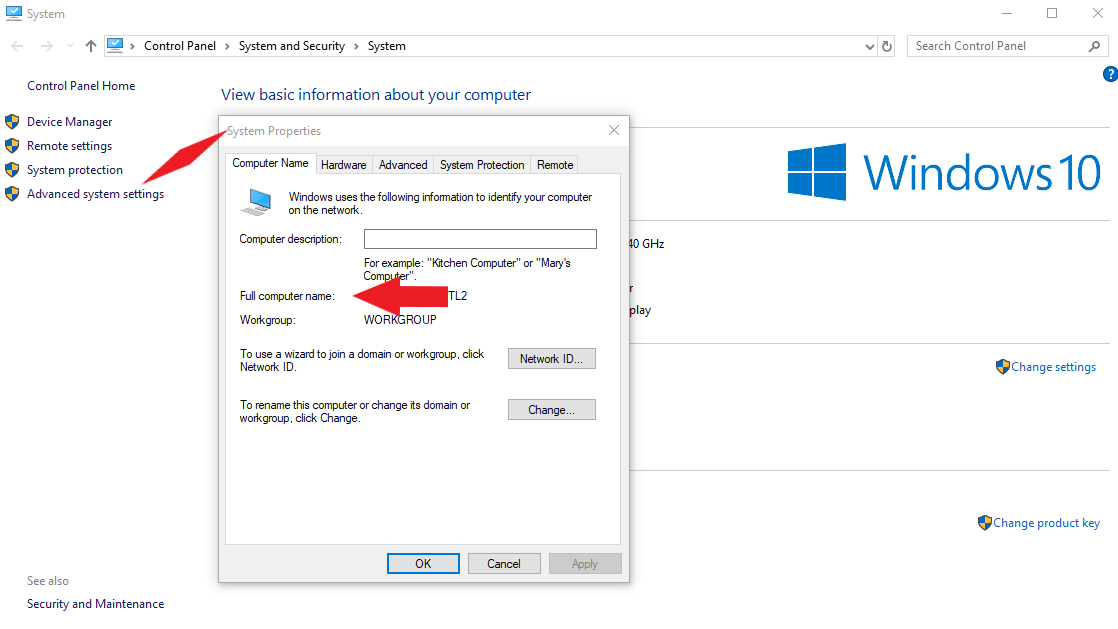 System
Control Panel > System and Security > System
Search Control Panel
?
Control Panel Home
Device Manager
Remote settings
System protection
Advanced system settings
See also
Security and Maintenance
View basic information about your computer
System Properties
Computer Name Hardware Advanced System Protection Remote
Windows uses the following information to identify your computer
on the network.
Computer description:
For example: "Kitchen Computer" or "Mary's
Computer".
Full computer name: TL2
Workgroup: WORKGROUP
To use a wizard to join a domain or workgroup, click
Network ID.
Network ID...
To rename this computer or change its domain or
workgroup, click Change.
Change...
OK Cancel Apply
Windows 10
40 GHz
r
play
Change settings
Change product key